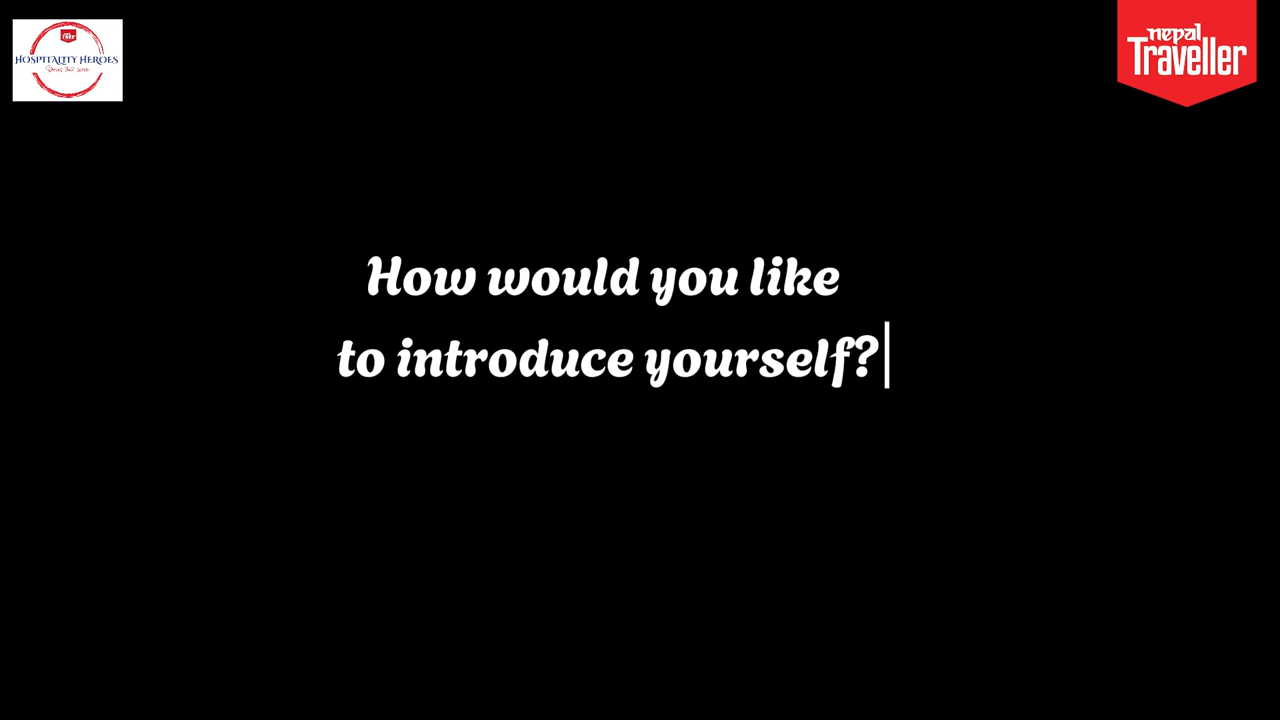 HOSPITALITY HEROES
nepal
Traveller
How would you like
to introduce yourself?